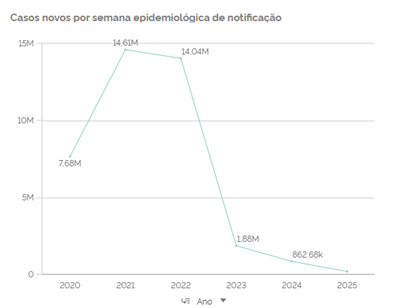 Casos novos por semana epidemiológica de notificação
15M
14.61M
14.04M
10M
7.68M
5M
1.88M
862.68k
0
2020 2021 2022 2023 2024 2025
Ano